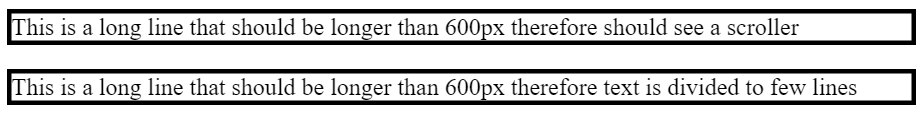 This is a long line that should be longer than 600px therefore should see a scroller
This is a long line that should be longer than 600px therefore text is divided to few lines